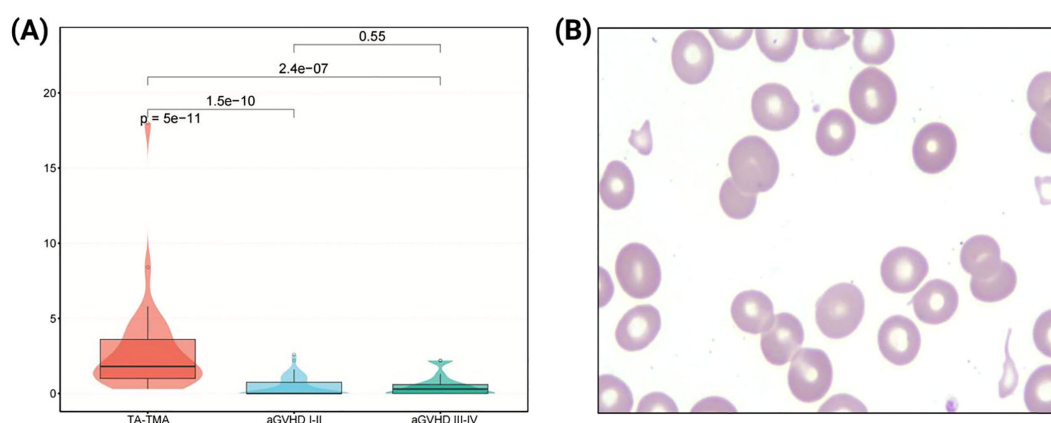 (A)
(B)
0.55
2.4e−07
1.5e−10
p = 5e−11
20
15
10
5
0
TA-TMA
aGVHD I-II
aGVHD III-IV